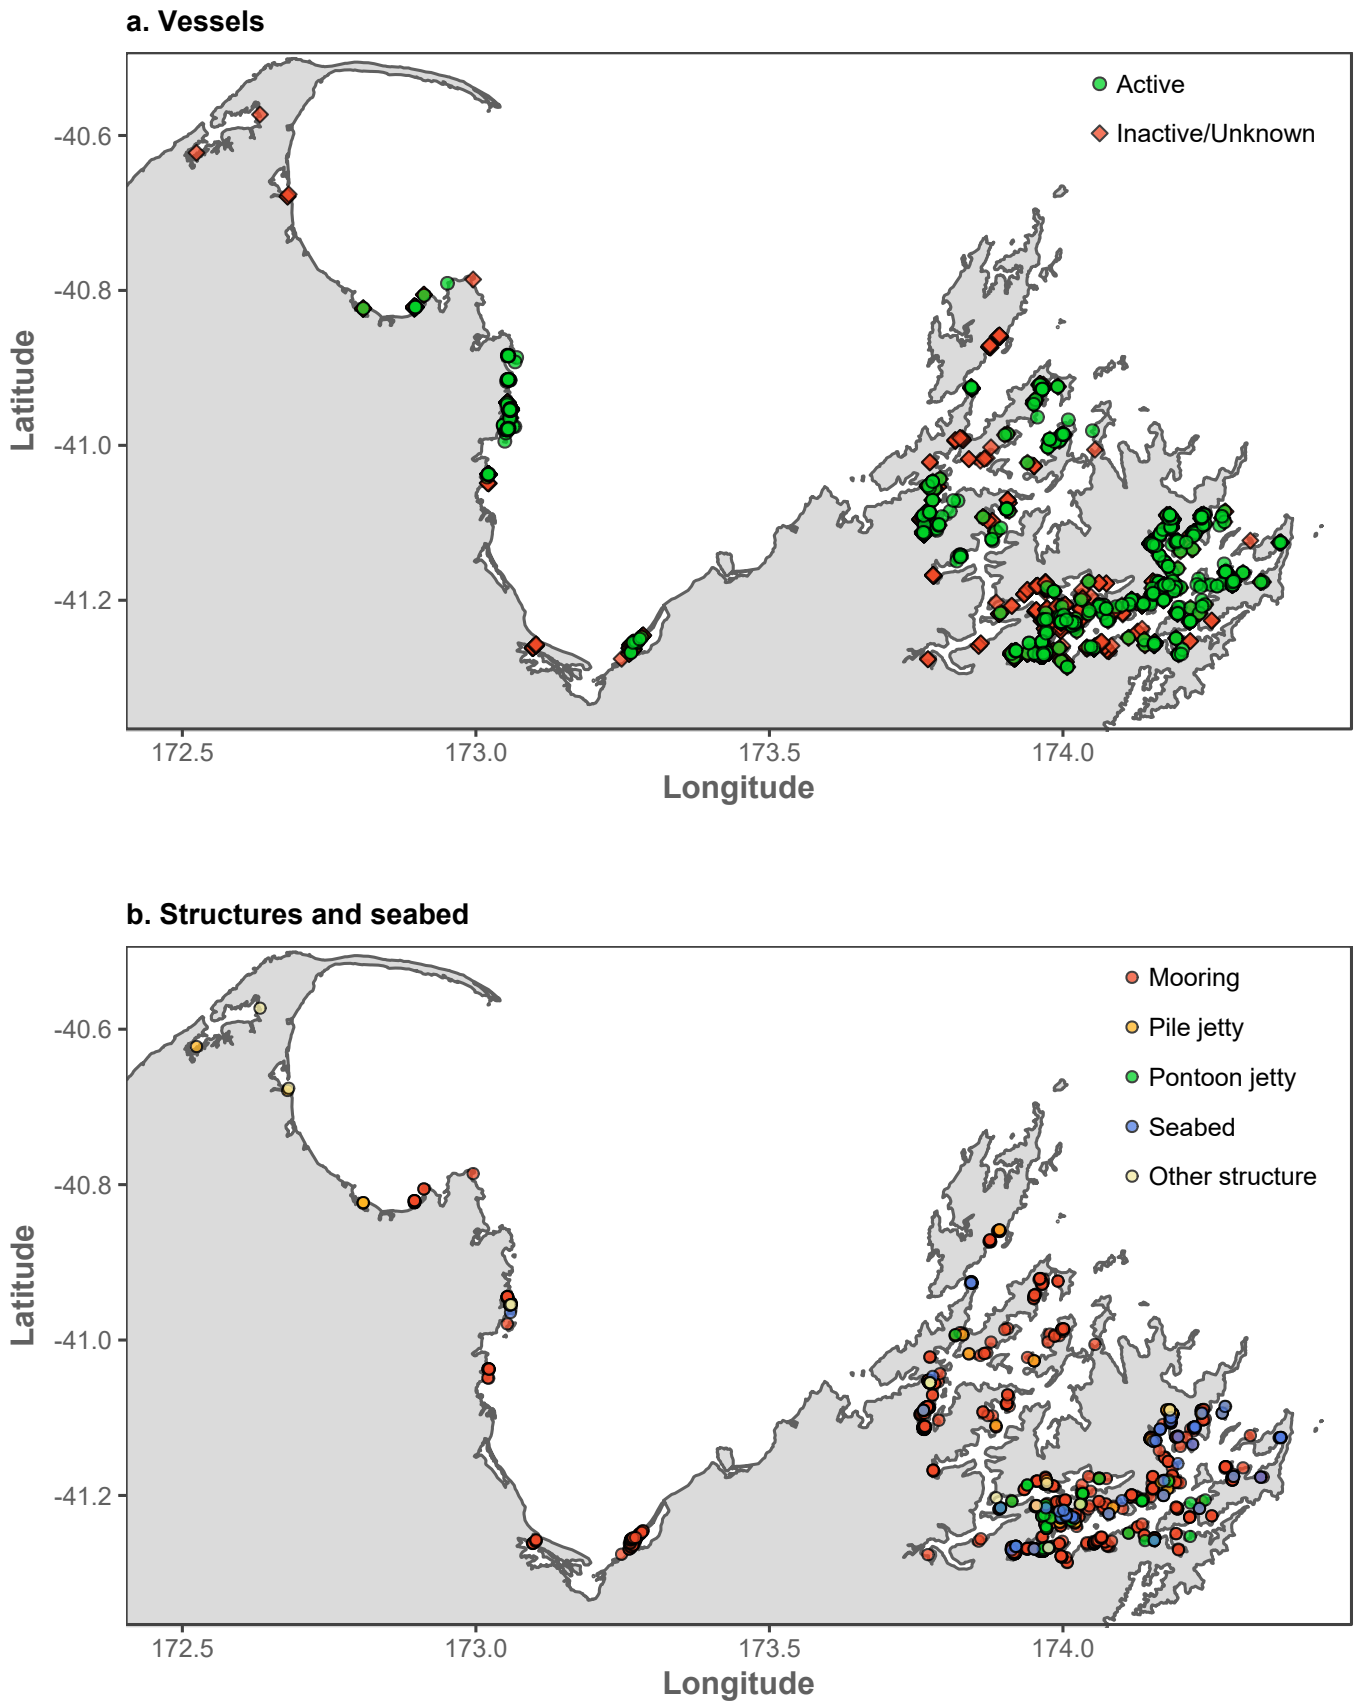 a. Vessels
Active
Inactive/Unknown
-40.6
-40.8
-41.0
-41.2
Latitude
172.5
173.0
173.5
174.0
Longitude
b. Structures and seabed
Mooring
Pile jetty
Pontoon jetty
Seabed
Other structure
-40.6
-40.8
-41.0
-41.2
Latitude
172.5
173.0
173.5
174.0
Longitude